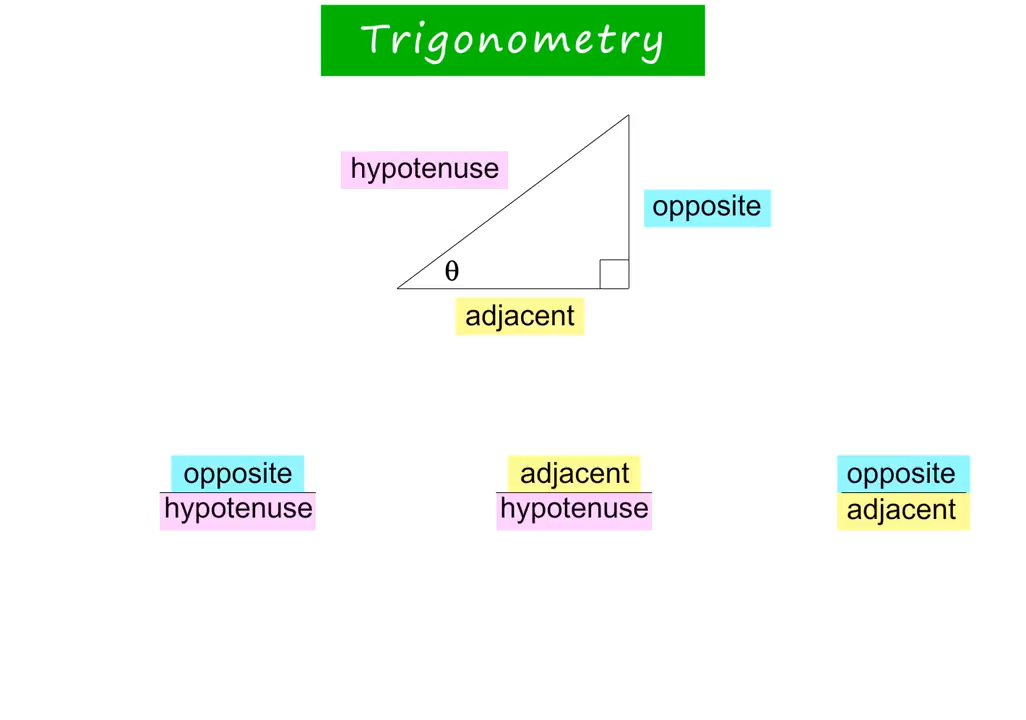 Trigonometry
hypotenuse
opposite
θ
adjacent
opposite
hypotenuse
adjacent
hypotenuse
opposite
adjacent